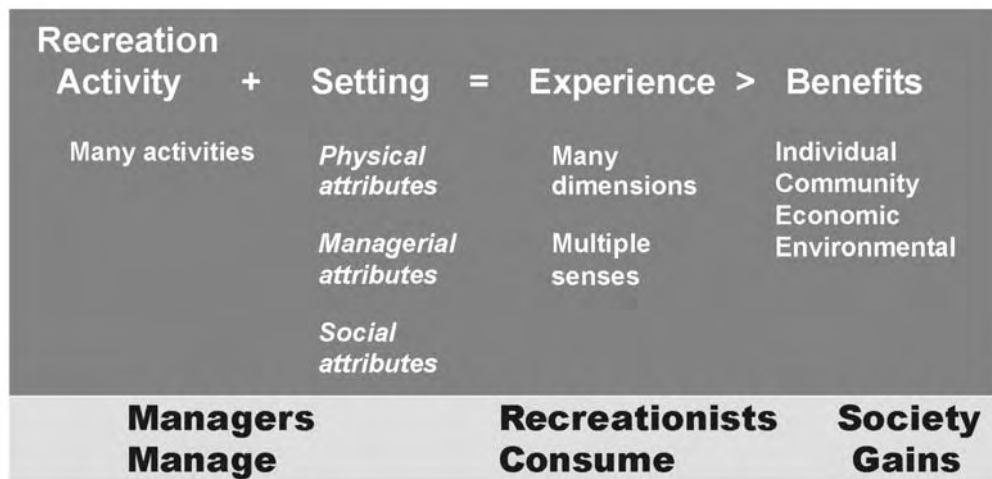 Recreation
Activity + Setting = Experience > Benefits
Many activities
Physical
attributes
Managerial
attributes
Social
attributes
Many
dimensions
Multiple
senses
Individual
Community
Economic
Environmental
Managers
Manage
Recreationists
Consume
Society
Gains